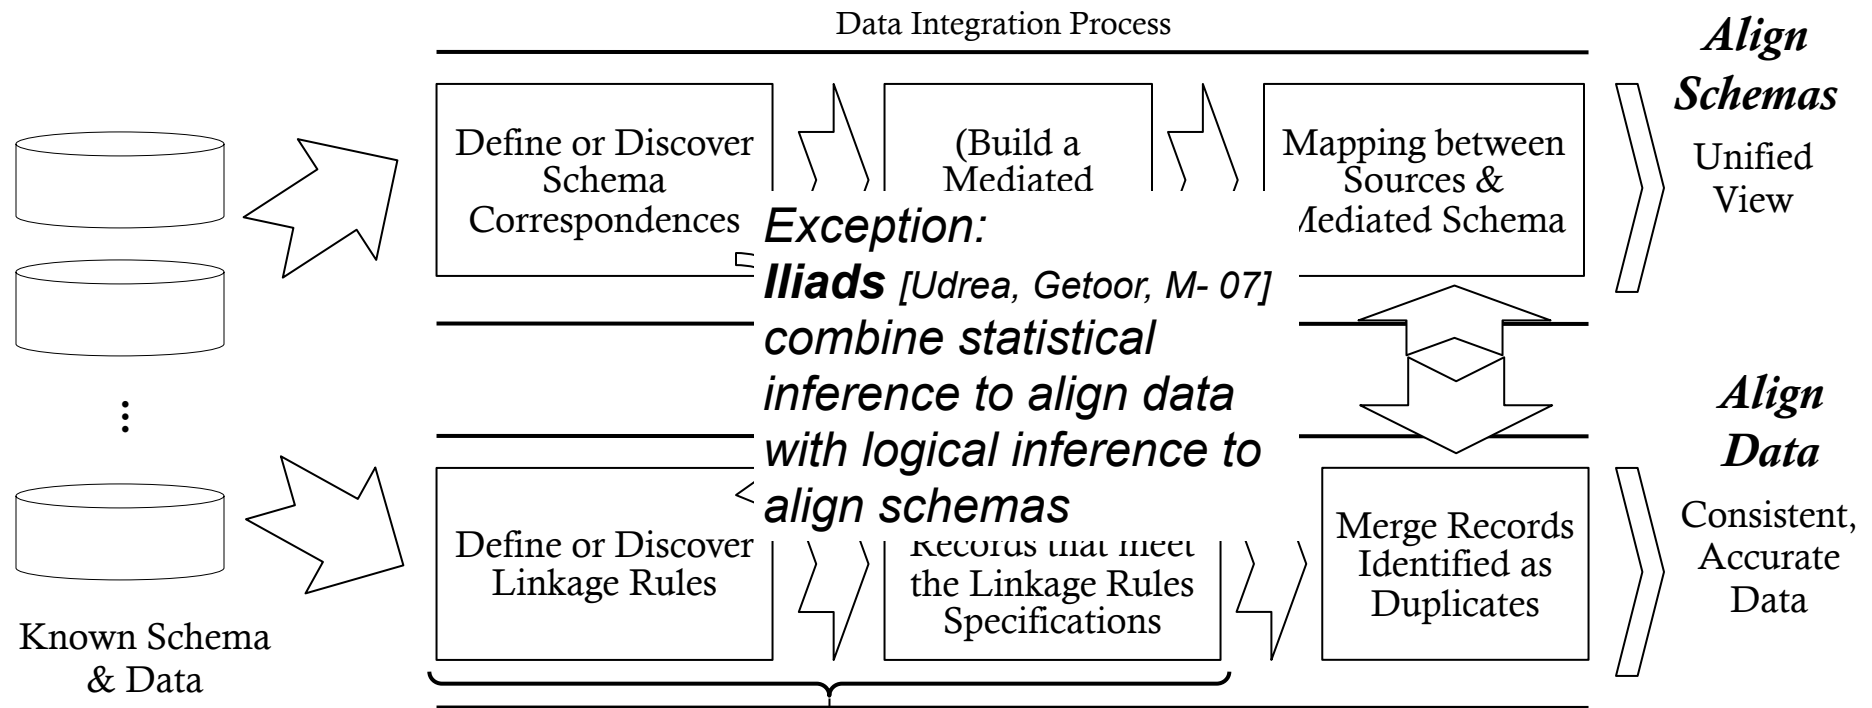 Data Integration Process
Align
Schemas
Define or Discover
Schema
Correspondences
(Build a
Mediated
Mapping between
Sources &
Mediated Schema
Unified
View
Exception:
Iliads [Udrea, Getoor, M- 07]
combine statistical
inference to align data
with logical inference to
align schemas
⋮
Align
Data
Define or Discover
Linkage Rules
Records that meet
the Linkage Rules
Specifications
Merge Records
Identified as
Duplicates
Consistent,
Accurate
Data
Known Schema
& Data